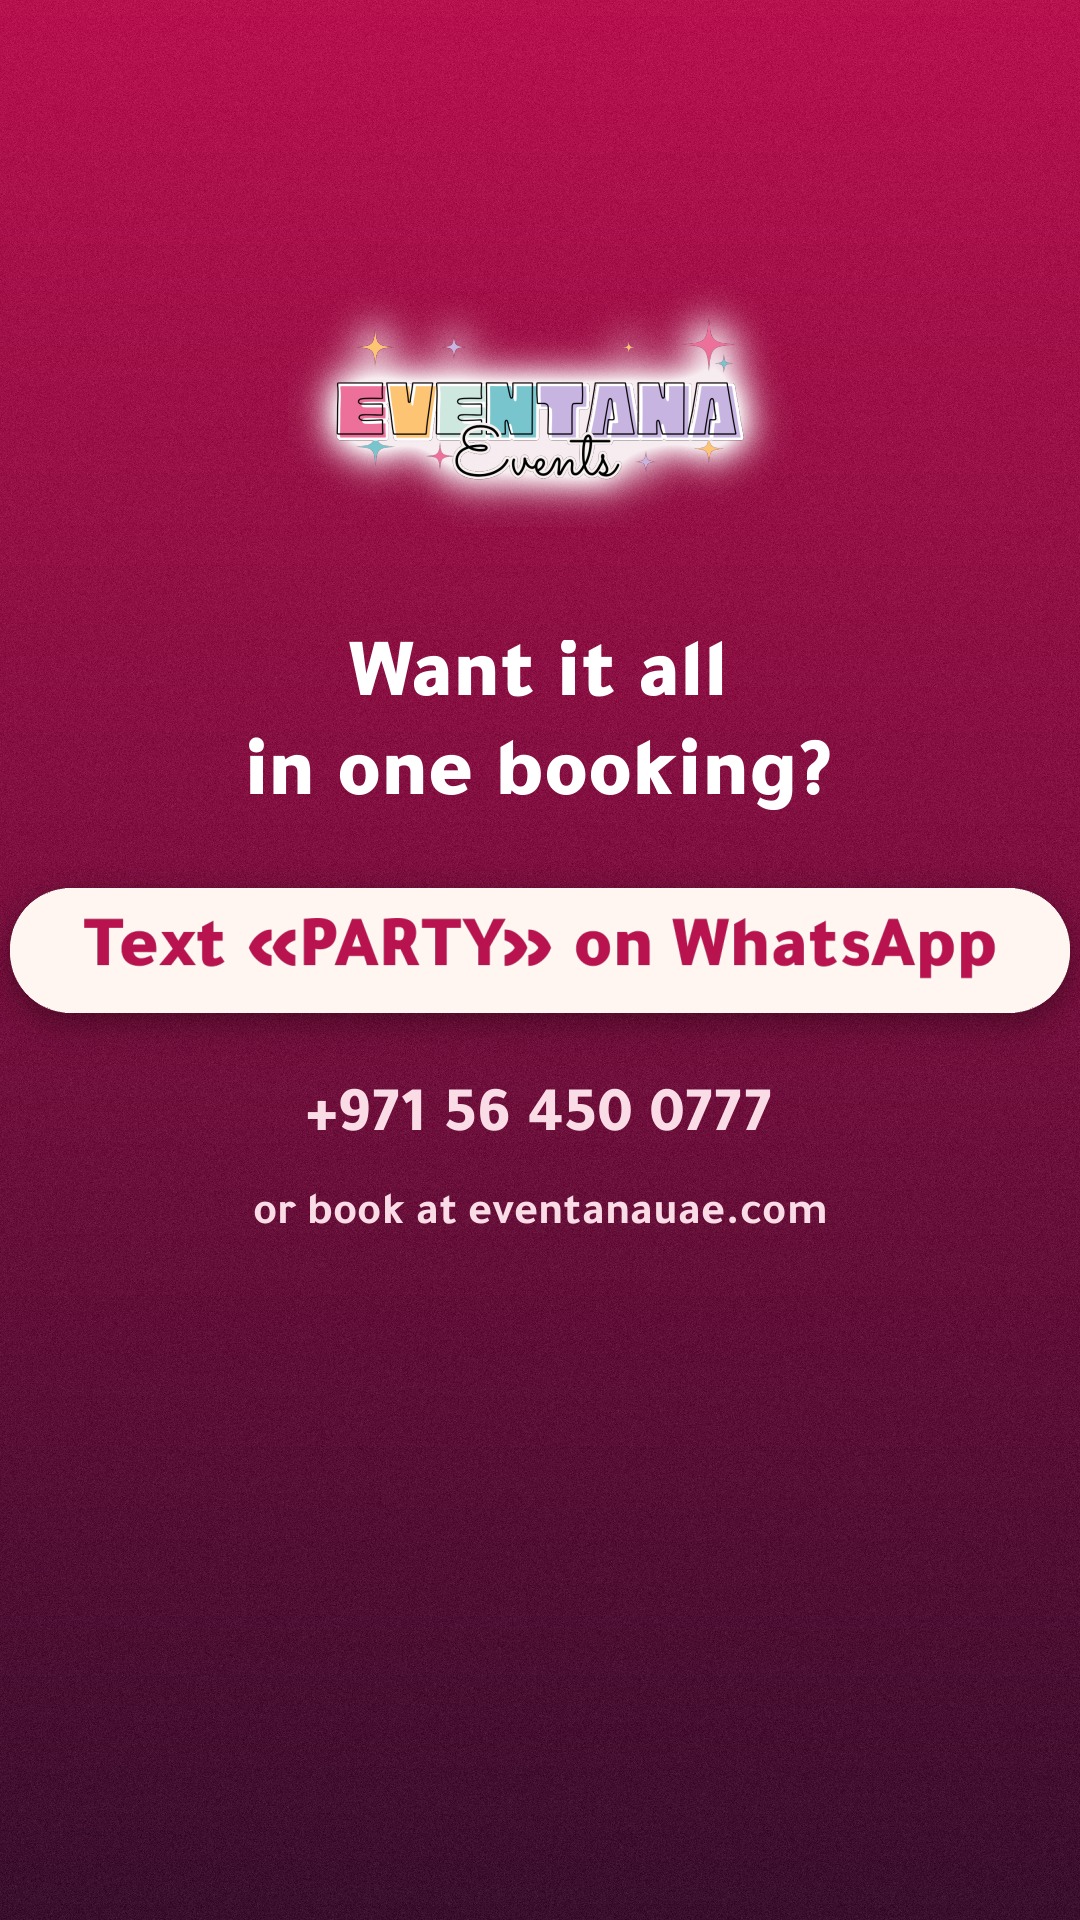 EVENTANA
Events
Want it all
in one booking?
Text «PARTY» on WhatsApp
+971 56 450 0777
or book at eventanauae.com